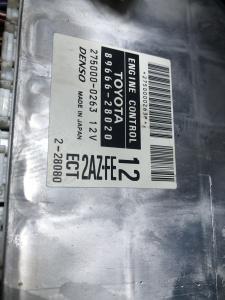 ENGINE CONTROL
TOYOTA
89666-28020
275000-0263 12V
DENSO MADE IN JAPAN
12
2AZ-FE
ECT
2-28080